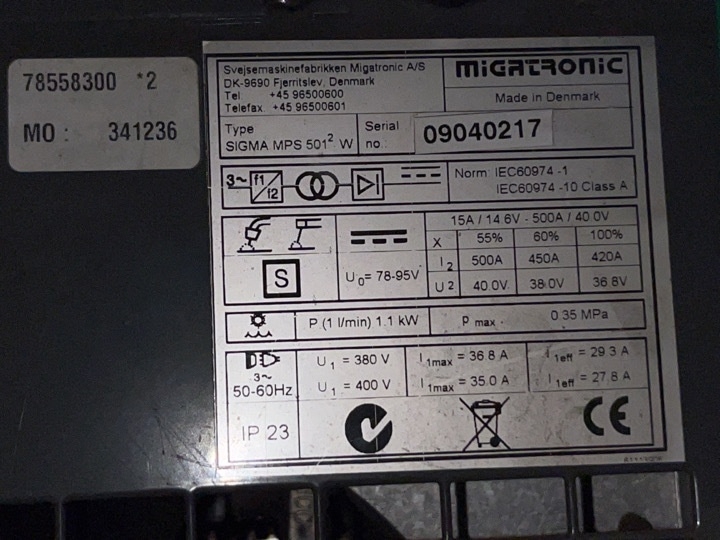 78558300 *2
MO : 341236
Svejsemaskinefabrikken Migatronic A/S
DK-9690 Fjerritslev, Denmark
Tel +45 96500600
Telefax +45 96500601
MIGATRONIC
Made in Denmark
Type
SIGMA MPS 501² W
Serial
no.:
09040217
3~ f1
f2
Norm IEC60974 -1
IEC60974 -10 Class A
15A / 14.6V - 500A / 40.0V
X 55% 60% 100%
I2 500A 450A 420A
S
U0= 78-95V
U2 40.0V 38.0V 36.8V
P (1 l/min) 1.1 kW
P max 0.35 MPa
3~
50-60Hz
U1 = 380 V I1max = 36.8 A I1eff = 29.3 A
U1 = 400 V I1max = 35.0 A I1eff = 27.8 A
IP 23
CE